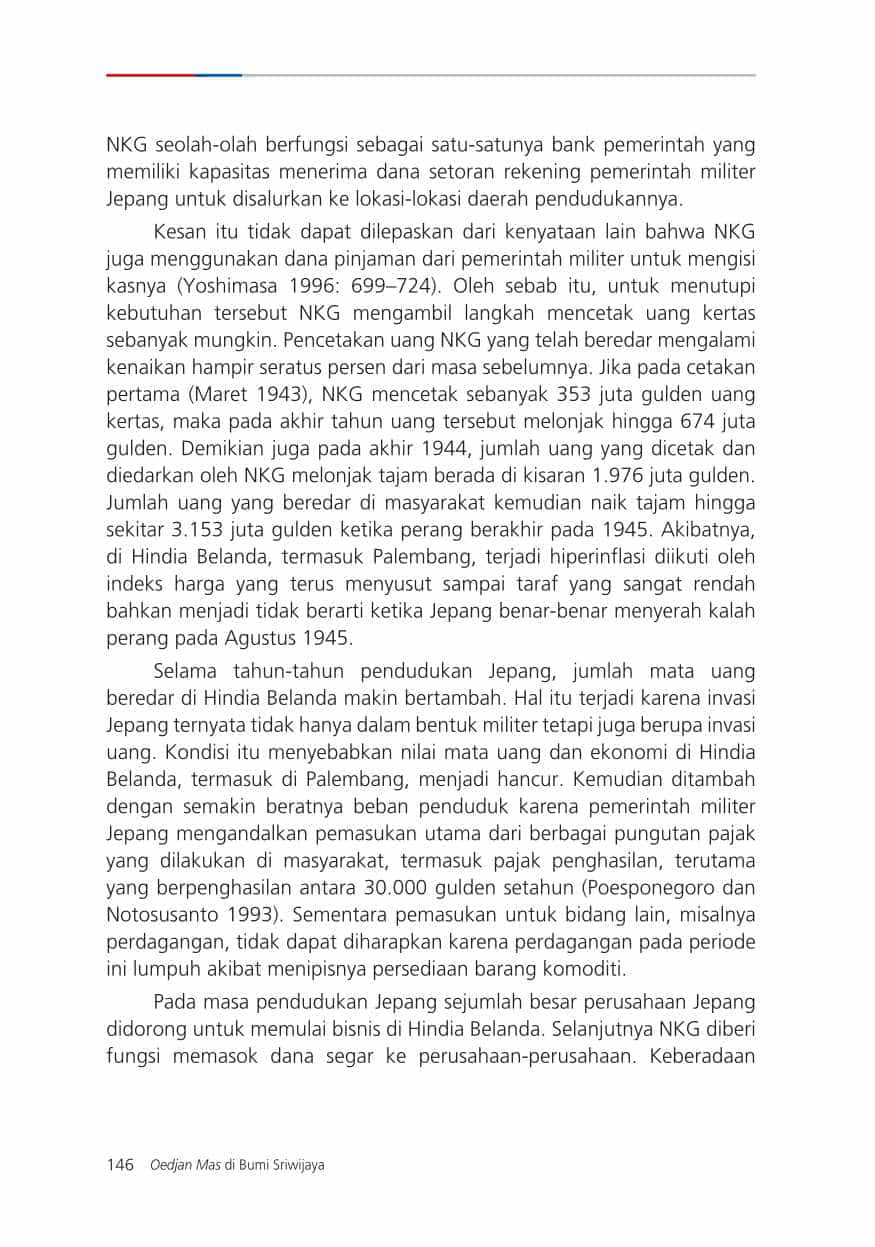 NKG seolah-olah berfungsi sebagai satu-satunya bank pemerintah yang
memiliki kapasitas menerima dana setoran rekening pemerintah militer
Jepang untuk disalurkan ke lokasi-lokasi daerah pendudukannya.
Kesan itu tidak dapat dilepaskan dari kenyataan lain bahwa NKG
juga menggunakan dana pinjaman dari pemerintah militer untuk mengisi
kasnya (Yoshimasa 1996: 699–724). Oleh sebab itu, untuk menutupi
kebutuhan tersebut NKG mengambil langkah mencetak uang kertas
sebanyak mungkin. Pencetakan uang NKG yang telah beredar mengalami
kenaikan hampir seratus persen dari masa sebelumnya. Jika pada cetakan
pertama (Maret 1943), NKG mencetak sebanyak 353 juta gulden uang
kertas, maka pada akhir tahun uang tersebut melonjak hingga 674 juta
gulden. Demikian juga pada akhir 1944, jumlah uang yang dicetak dan
diedarkan oleh NKG melonjak tajam berada di kisaran 1.976 juta gulden.
Jumlah uang yang beredar di masyarakat kemudian naik tajam hingga
sekitar 3.153 juta gulden ketika perang berakhir pada 1945. Akibatnya,
di Hindia Belanda, termasuk Palembang, terjadi hiperinflasi diikuti oleh
indeks harga yang terus menyusut sampai taraf yang sangat rendah
bahkan menjadi tidak berarti ketika Jepang benar-benar menyerah kalah
perang pada Agustus 1945.
Selama tahun-tahun pendudukan Jepang, jumlah mata uang
beredar di Hindia Belanda makin bertambah. Hal itu terjadi karena invasi
Jepang ternyata tidak hanya dalam bentuk militer tetapi juga berupa invasi
uang. Kondisi itu menyebabkan nilai mata uang dan ekonomi di Hindia
Belanda, termasuk di Palembang, menjadi hancur. Kemudian ditambah
dengan semakin beratnya beban penduduk karena pemerintah militer
Jepang mengandalkan pemasukan utama dari berbagai pungutan pajak
yang dilakukan di masyarakat, termasuk pajak penghasilan, terutama
yang berpenghasilan antara 30.000 gulden setahun (Poesponegoro dan
Notosusanto 1993). Sementara pemasukan untuk bidang lain, misalnya
perdagangan, tidak dapat diharapkan karena perdagangan pada periode
ini lumpuh akibat menipisnya persediaan barang komoditi.
Pada masa pendudukan Jepang sejumlah besar perusahaan Jepang
didorong untuk memulai bisnis di Hindia Belanda. Selanjutnya NKG diberi
fungsi memasok dana segar ke perusahaan-perusahaan. Keberadaan
146 Oedjan Mas di Bumi Sriwijaya